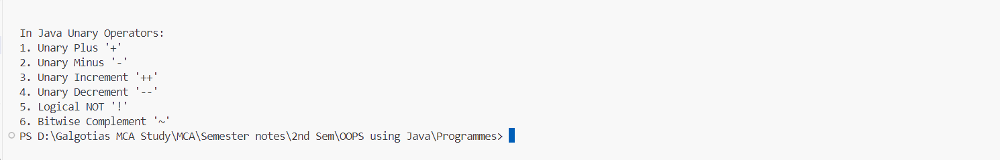 In Java Unary Operators:
1. Unary Plus '+'
2. Unary Minus '-'
3. Unary Increment '++'
4. Unary Decrement '--'
5. Logical NOT '!'
6. Bitwise Complement '~'
PS D:\Galgotias MCA Study\MCA\Semester notes\2nd Sem\OOPS using Java\Programmes>